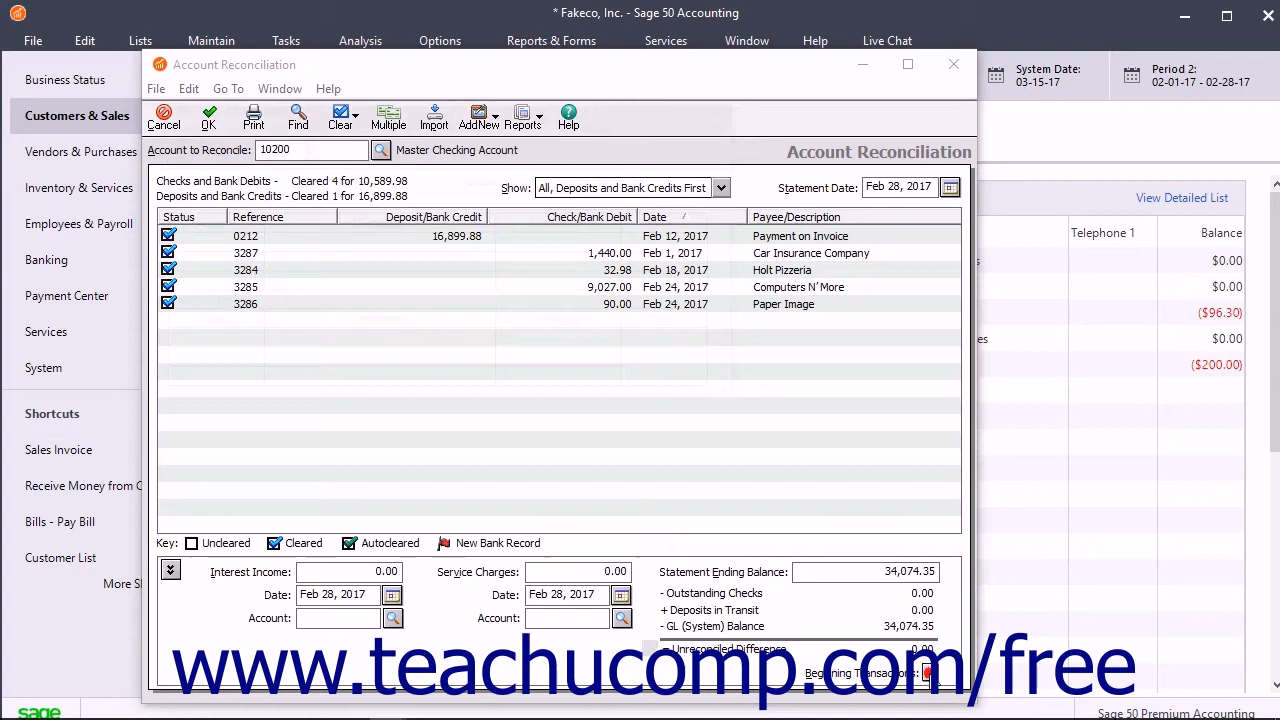 * Fakeco, Inc. - Sage 50 Accounting
File Edit Lists Maintain Tasks Analysis Options Reports & Forms Services Window Help Live Chat
System Date: 03-15-17
Period 2: 02-01-17 - 02-28-17
Business Status
Customers & Sales
Vendors & Purchases
Inventory & Services
Employees & Payroll
Banking
Payment Center
Services
System
Shortcuts
Sales Invoice
Receive Money from C
Bills - Pay Bill
Customer List
More S
sage
Account Reconciliation
File Edit Go To Window Help
Cancel OK Print Find Clear Multiple Import AddNew Reports Help
Account to Reconcile: 10200 Master Checking Account
Account Reconciliation
Checks and Bank Debits - Cleared 4 for 10,589.98
Deposits and Bank Credits - Cleared 1 for 16,899.88
Show: All, Deposits and Bank Credits First
Statement Date: Feb 28, 2017
Status Reference Deposit/Bank Credit Check/Bank Debit Date / Payee/Description
0212 16,899.88 Feb 12, 2017 Payment on Invoice
3287 1,440.00 Feb 1, 2017 Car Insurance Company
3284 32.98 Feb 18, 2017 Holt Pizzeria
3285 9,027.00 Feb 24, 2017 Computers N' More
3286 90.00 Feb 24, 2017 Paper Image
Key: Uncleared Cleared Autocleared New Bank Record
Interest Income: 0.00
Date: Feb 28, 2017
Account:
Service Charges: 0.00
Date: Feb 28, 2017
Account:
Statement Ending Balance: 34,074.35
- Outstanding Checks 0.00
+ Deposits in Transit 0.00
- GL (System) Balance 34,074.35
= Unreconciled Difference 0.00
Beginning Transactions:
View Detailed List
Telephone 1 Balance
s $0.00
$0.00
($96.30)
es $0.00
($200.00)
www.teachucomp.com/free
Sage 50 Premium Accounting